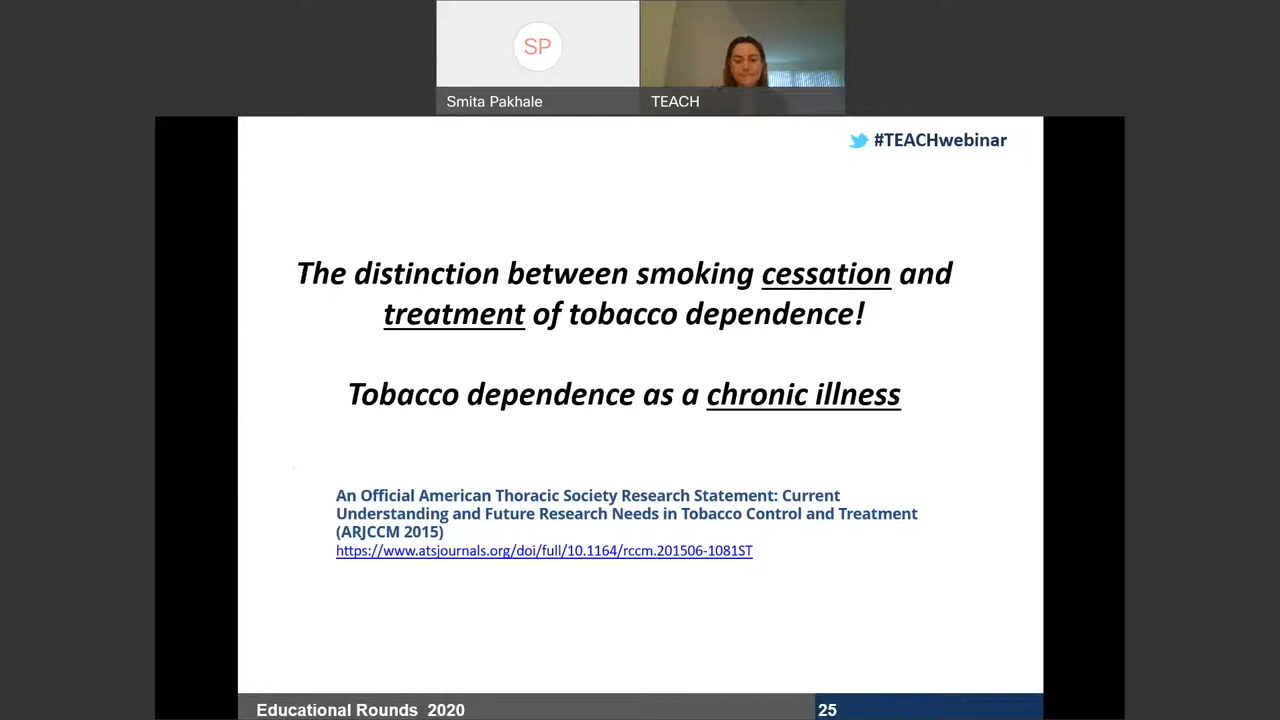 SP
Smita Pakhale
TEACH
#TEACHwebinar
The distinction between smoking cessation and
treatment of tobacco dependence!
Tobacco dependence as a chronic illness
An Official American Thoracic Society Research Statement: Current
Understanding and Future Research Needs in Tobacco Control and Treatment
(ARJCCM 2015)
https://www.atsjournals.org/doi/full/10.1164/rccm.201506-1081ST
Educational Rounds 2020
25